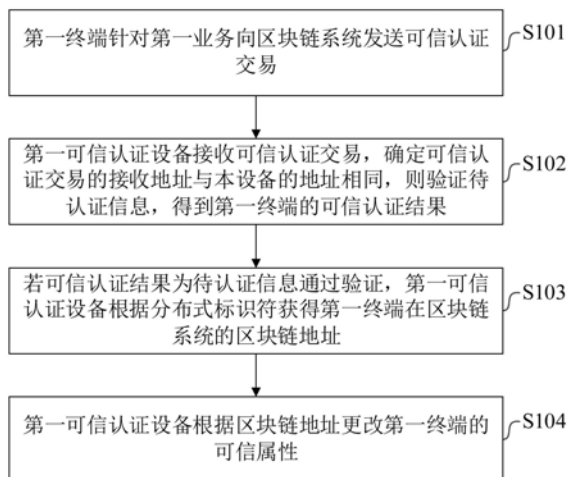 第一终端针对第一业务向区块链系统发送可信认证
交易
S101
第一可信认证设备接收可信认证交易，确定可信认
证交易的接收地址与本设备的地址相同，则验证待
认证信息，得到第一终端的可信认证结果
S102
若可信认证结果为待认证信息通过验证，第一可信
认证设备根据分布式标识符获得第一终端在区块链
系统的区块链地址
S103
第一可信认证设备根据区块链地址更改第一终端的
可信属性
S104